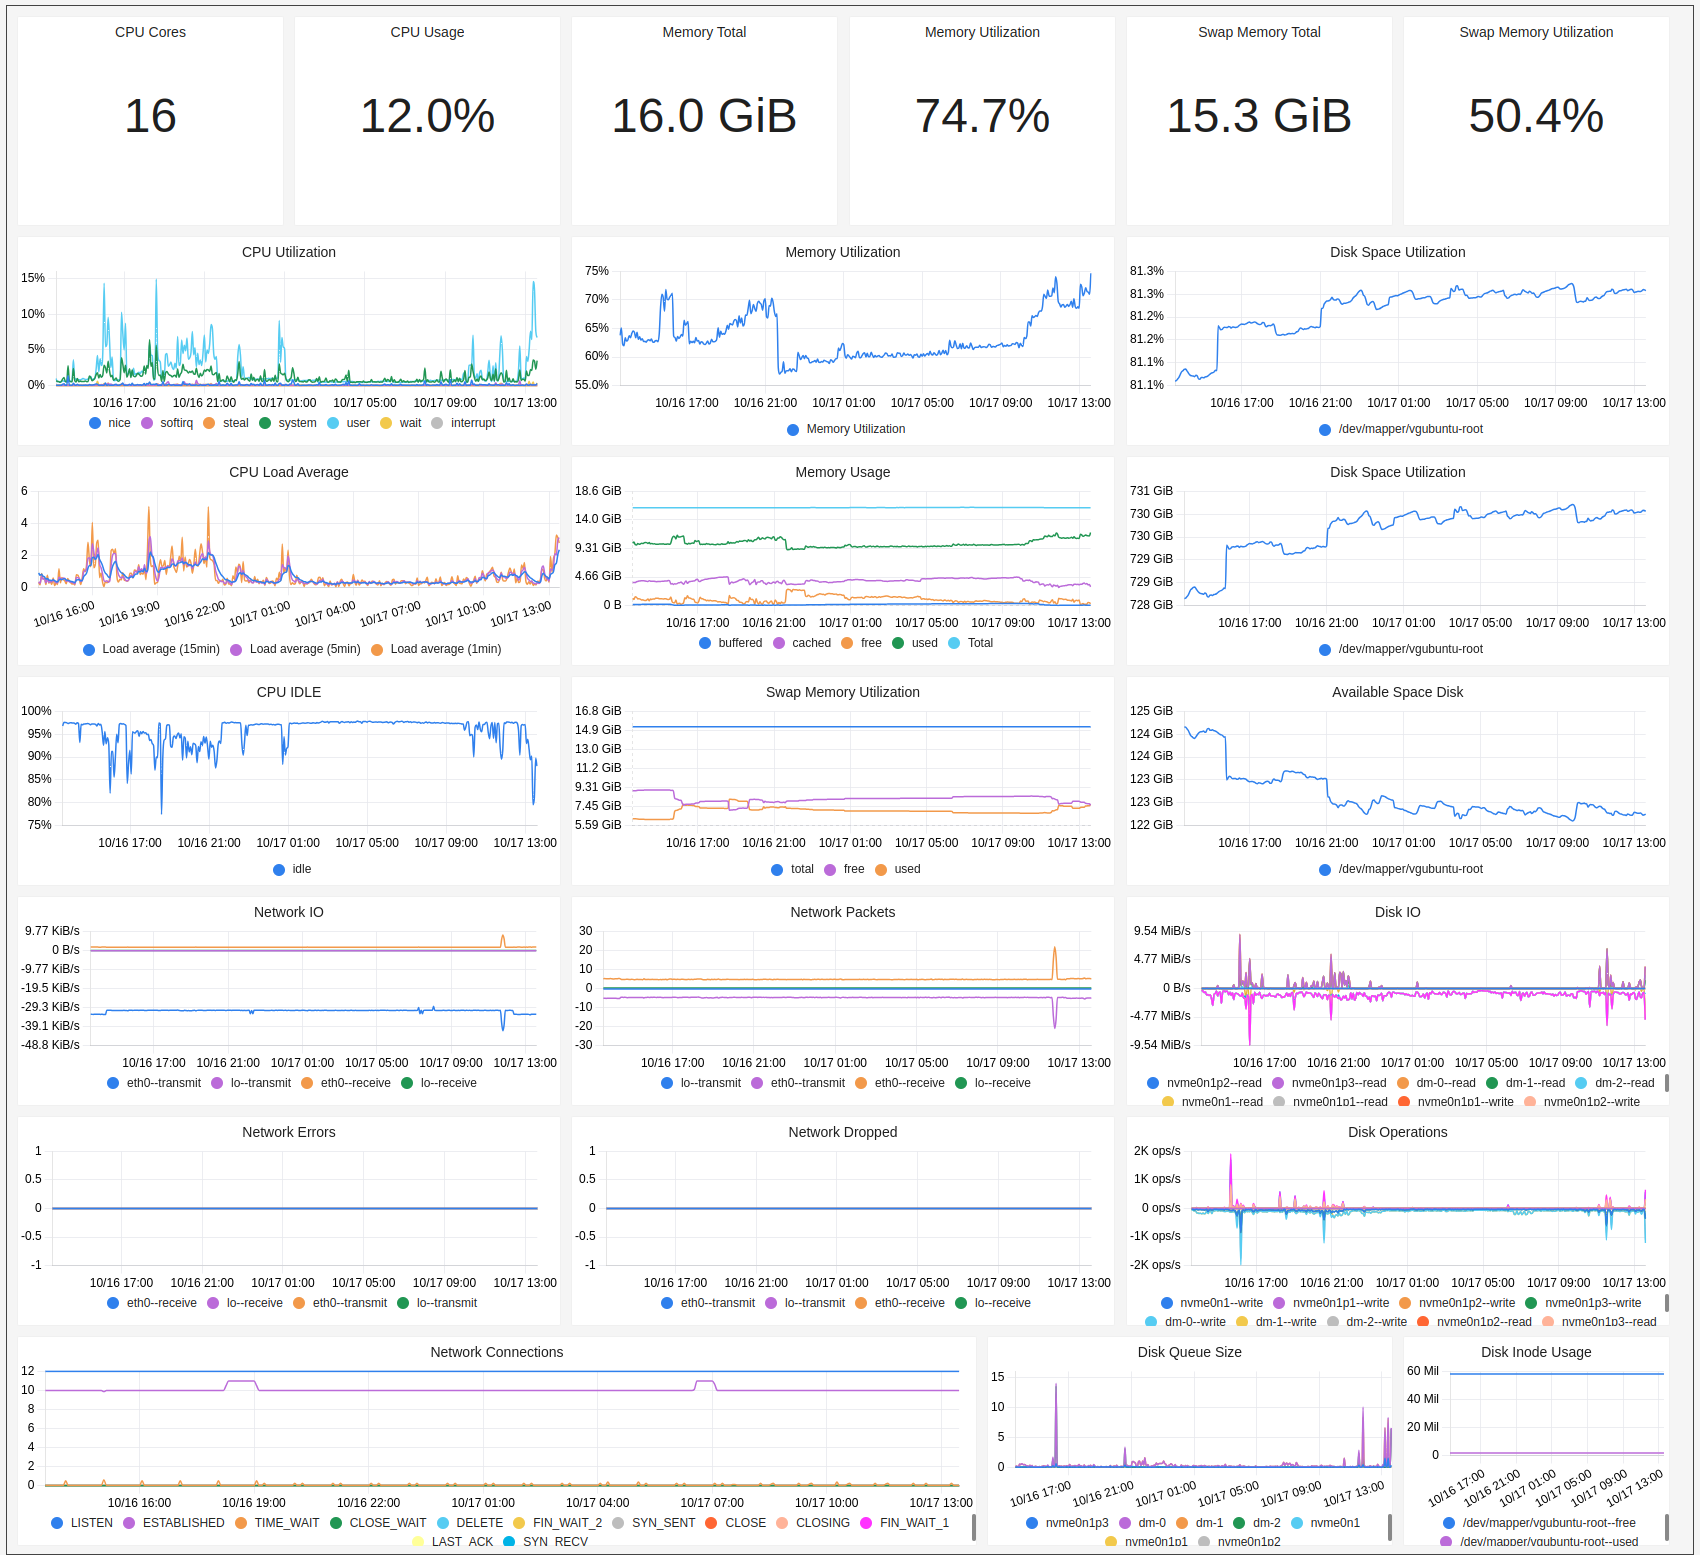 CPU Cores
CPU Usage
Memory Total
Memory Utilization
Swap Memory Total
Swap Memory Utilization
16
12.0%
16.0 GiB
74.7%
15.3 GiB
50.4%
CPU Utilization
15%
10%
5%
0%
10/16 17:00 10/16 21:00 10/17 01:00 10/17 05:00 10/17 09:00 10/17 13:00
nice softirq steal system user wait interrupt
Memory Utilization
75%
70%
65%
60%
55.0%
10/16 17:00 10/16 21:00 10/17 01:00 10/17 05:00 10/17 09:00 10/17 13:00
Memory Utilization
Disk Space Utilization
81.3%
81.3%
81.2%
81.2%
81.1%
81.1%
10/16 17:00 10/16 21:00 10/17 01:00 10/17 05:00 10/17 09:00 10/17 13:00
/dev/mapper/vgubuntu-root
CPU Load Average
6
4
2
0
10/16 16:00 10/16 19:00 10/16 22:00 10/17 01:00 10/17 04:00 10/17 07:00 10/17 10:00 10/17 13:00
Load average (15min) Load average (5min) Load average (1min)
Memory Usage
18.6 GiB
14.0 GiB
9.31 GiB
4.66 GiB
0 B
10/16 17:00 10/16 21:00 10/17 01:00 10/17 05:00 10/17 09:00 10/17 13:00
buffered cached free used Total
Disk Space Utilization
731 GiB
730 GiB
730 GiB
729 GiB
729 GiB
728 GiB
10/16 17:00 10/16 21:00 10/17 01:00 10/17 05:00 10/17 09:00 10/17 13:00
/dev/mapper/vgubuntu-root
CPU IDLE
100%
95%
90%
85%
80%
75%
10/16 17:00 10/16 21:00 10/17 01:00 10/17 05:00 10/17 09:00 10/17 13:00
idle
Swap Memory Utilization
16.8 GiB
14.9 GiB
13.0 GiB
11.2 GiB
9.31 GiB
7.45 GiB
5.59 GiB
10/16 17:00 10/16 21:00 10/17 01:00 10/17 05:00 10/17 09:00 10/17 13:00
total free used
Available Space Disk
125 GiB
124 GiB
124 GiB
123 GiB
123 GiB
122 GiB
10/16 17:00 10/16 21:00 10/17 01:00 10/17 05:00 10/17 09:00 10/17 13:00
/dev/mapper/vgubuntu-root
Network IO
9.77 KiB/s
0 B/s
-9.77 KiB/s
-19.5 KiB/s
-29.3 KiB/s
-39.1 KiB/s
-48.8 KiB/s
10/16 17:00 10/16 21:00 10/17 01:00 10/17 05:00 10/17 09:00 10/17 13:00
eth0--transmit lo--transmit eth0--receive lo--receive
Network Packets
30
20
10
0
-10
-20
-30
10/16 17:00 10/16 21:00 10/17 01:00 10/17 05:00 10/17 09:00 10/17 13:00
lo--transmit eth0--transmit eth0--receive lo--receive
Disk IO
9.54 MiB/s
4.77 MiB/s
0 B/s
-4.77 MiB/s
-9.54 MiB/s
10/16 17:00 10/16 21:00 10/17 01:00 10/17 05:00 10/17 09:00 10/17 13:00
nvme0n1p2--read nvme0n1p3--read dm-0--read dm-1--read dm-2--read
nvme0n1--read nvme0n1p1--read nvme0n1p1--write nvme0n1p2--write
Network Errors
1
0.5
0
-0.5
-1
10/16 17:00 10/16 21:00 10/17 01:00 10/17 05:00 10/17 09:00 10/17 13:00
eth0--receive lo--receive eth0--transmit lo--transmit
Network Dropped
1
0.5
0
-0.5
-1
10/16 17:00 10/16 21:00 10/17 01:00 10/17 05:00 10/17 09:00 10/17 13:00
eth0--transmit lo--transmit eth0--receive lo--receive
Disk Operations
2K ops/s
1K ops/s
0 ops/s
-1K ops/s
-2K ops/s
10/16 17:00 10/16 21:00 10/17 01:00 10/17 05:00 10/17 09:00 10/17 13:00
nvme0n1--write nvme0n1p1--write nvme0n1p2--write nvme0n1p3--write
dm-0--write dm-1--write dm-2--write nvme0n1p2--read nvme0n1p3--read
Network Connections
12
10
8
6
4
2
0
10/16 16:00 10/16 19:00 10/16 22:00 10/17 01:00 10/17 04:00 10/17 07:00 10/17 10:00 10/17 13:00
LISTEN ESTABLISHED TIME_WAIT CLOSE_WAIT DELETE FIN_WAIT_2 SYN_SENT CLOSE CLOSING FIN_WAIT_1
LAST_ACK SYN_RECV
Disk Queue Size
15
10
5
0
10/16 17:00 10/16 21:00 10/17 01:00 10/17 05:00 10/17 09:00 10/17 13:00
nvme0n1p3 dm-0 dm-1 dm-2 nvme0n1
nvme0n1p1 nvme0n1p2
Disk Inode Usage
60 Mil
40 Mil
20 Mil
0
10/16 17:00 10/16 21:00 10/17 01:00 10/17 05:00 10/17 09:00 10/17 13:00
/dev/mapper/vgubuntu-root--free
/dev/mapper/vgubuntu-root--used